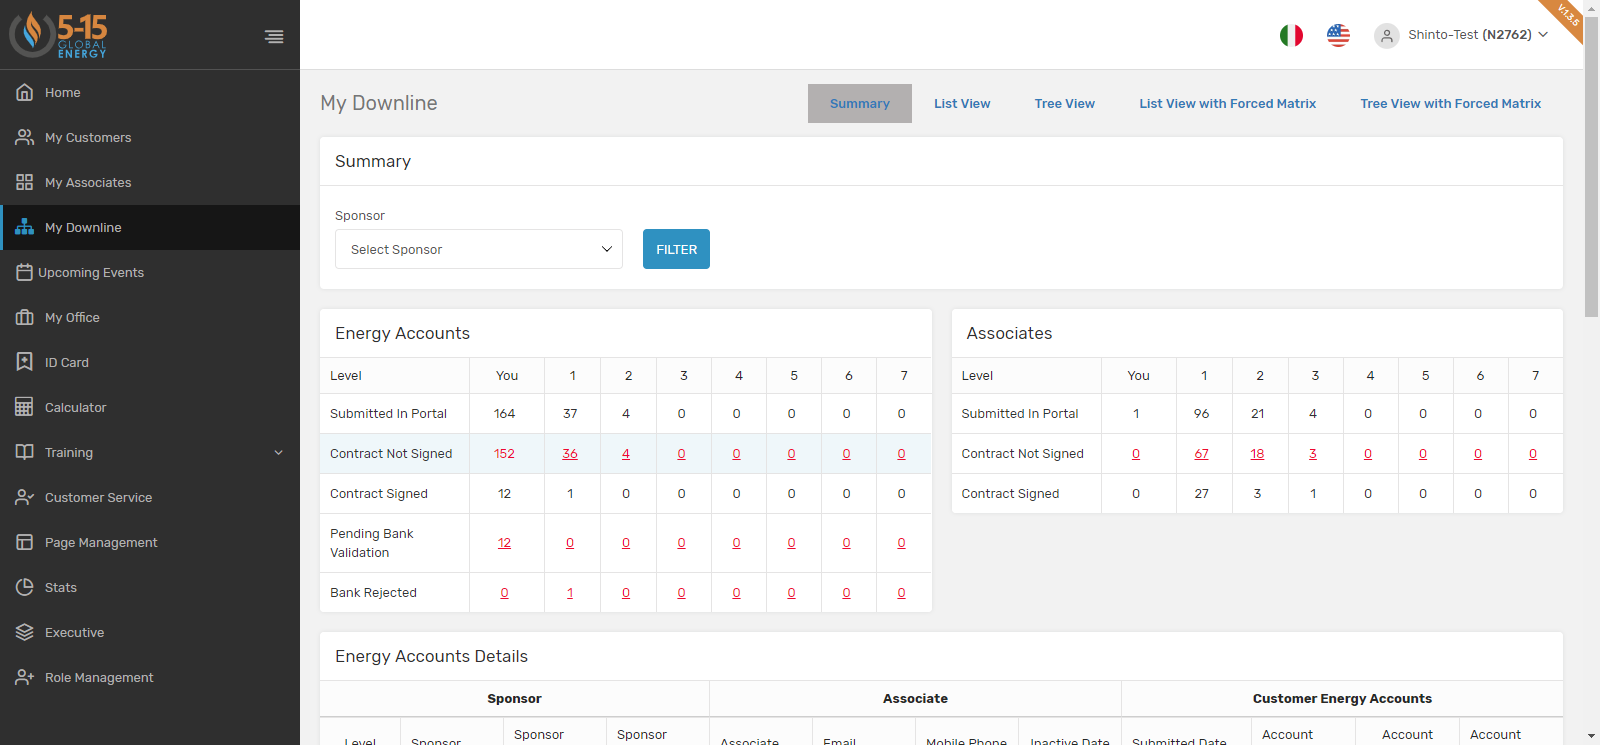 5-15
GLOBAL
ENERGY
Shinto-Test (N2762)
V.1.3.5
Home
My Customers
My Associates
My Downline
Upcoming Events
My Office
ID Card
Calculator
Training
Customer Service
Page Management
Stats
Executive
Role Management
My Downline
Summary List View Tree View List View with Forced Matrix Tree View with Forced Matrix
Summary
Sponsor
Select Sponsor FILTER
Energy Accounts
Level You 1 2 3 4 5 6 7
Submitted In Portal 164 37 4 0 0 0 0 0
Contract Not Signed 152 36 4 0 0 0 0 0
Contract Signed 12 1 0 0 0 0 0 0
Pending Bank
Validation 12 0 0 0 0 0 0 0
Bank Rejected 0 1 0 0 0 0 0 0
Associates
Level You 1 2 3 4 5 6 7
Submitted In Portal 1 96 21 4 0 0 0 0
Contract Not Signed 0 67 18 3 0 0 0 0
Contract Signed 0 27 3 1 0 0 0 0
Energy Accounts Details
Sponsor Associate Customer Energy Accounts
Sponsor Sponsor Account Account Account
Level Sponsor Associate Email Mobile Phone Inactive Date Submitted Date